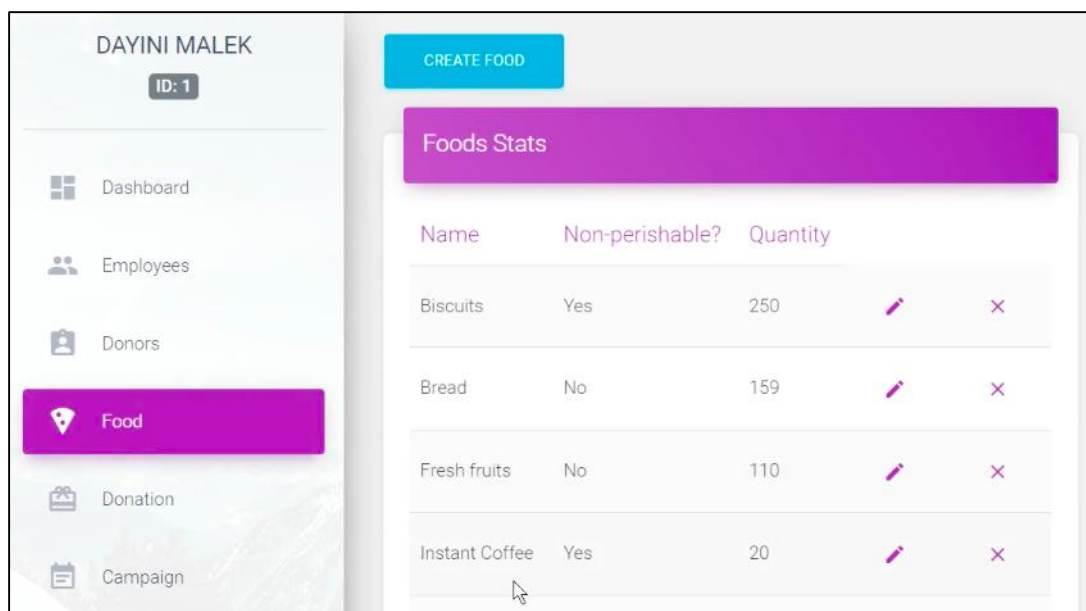 DAYINI MALEK
ID: 1
Dashboard
Employees
Donors
Food
Donation
Campaign
CREATE FOOD
Foods Stats
Name Non-perishable? Quantity
Biscuits Yes 250
Bread No 159
Fresh fruits No 110
Instant Coffee Yes 20